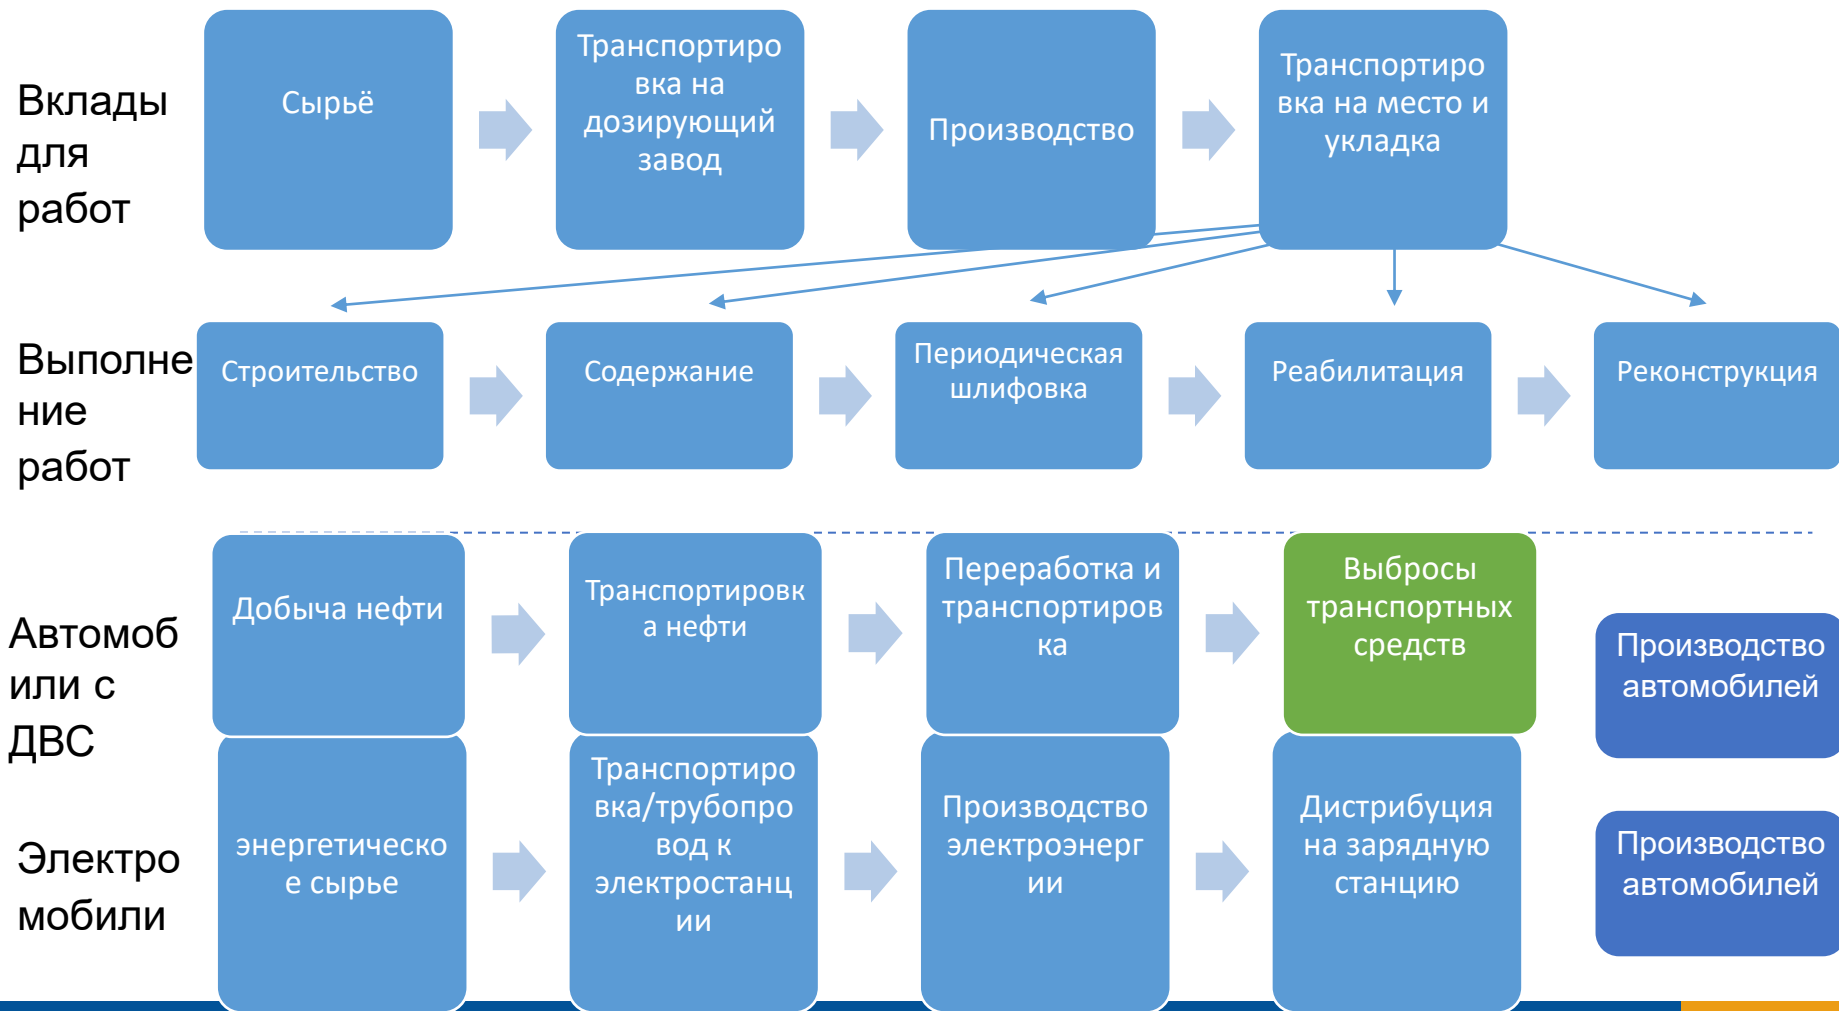 Вклады
для
работ
Сырьё
Транспортиро
вка на
дозирующий
завод
Производство
Транспортиро
вка на место и
укладка
Выполне
ние
работ
Строительство
Содержание
Периодическая
шлифовка
Реабилитация
Реконструкция
Автомоб
или с
ДВС
Добыча нефти
Транспортировк
а нефти
Переработка и
транспортиров
ка
Выбросы
транспортных
средств
Производство
автомобилей
Электро
мобили
энергетическо
е сырье
Транспортиро
вка/трубопро
вод к
электростанц
ии
Производство
электроэнерг
ии
Дистрибуция
на зарядную
станцию
Производство
автомобилей